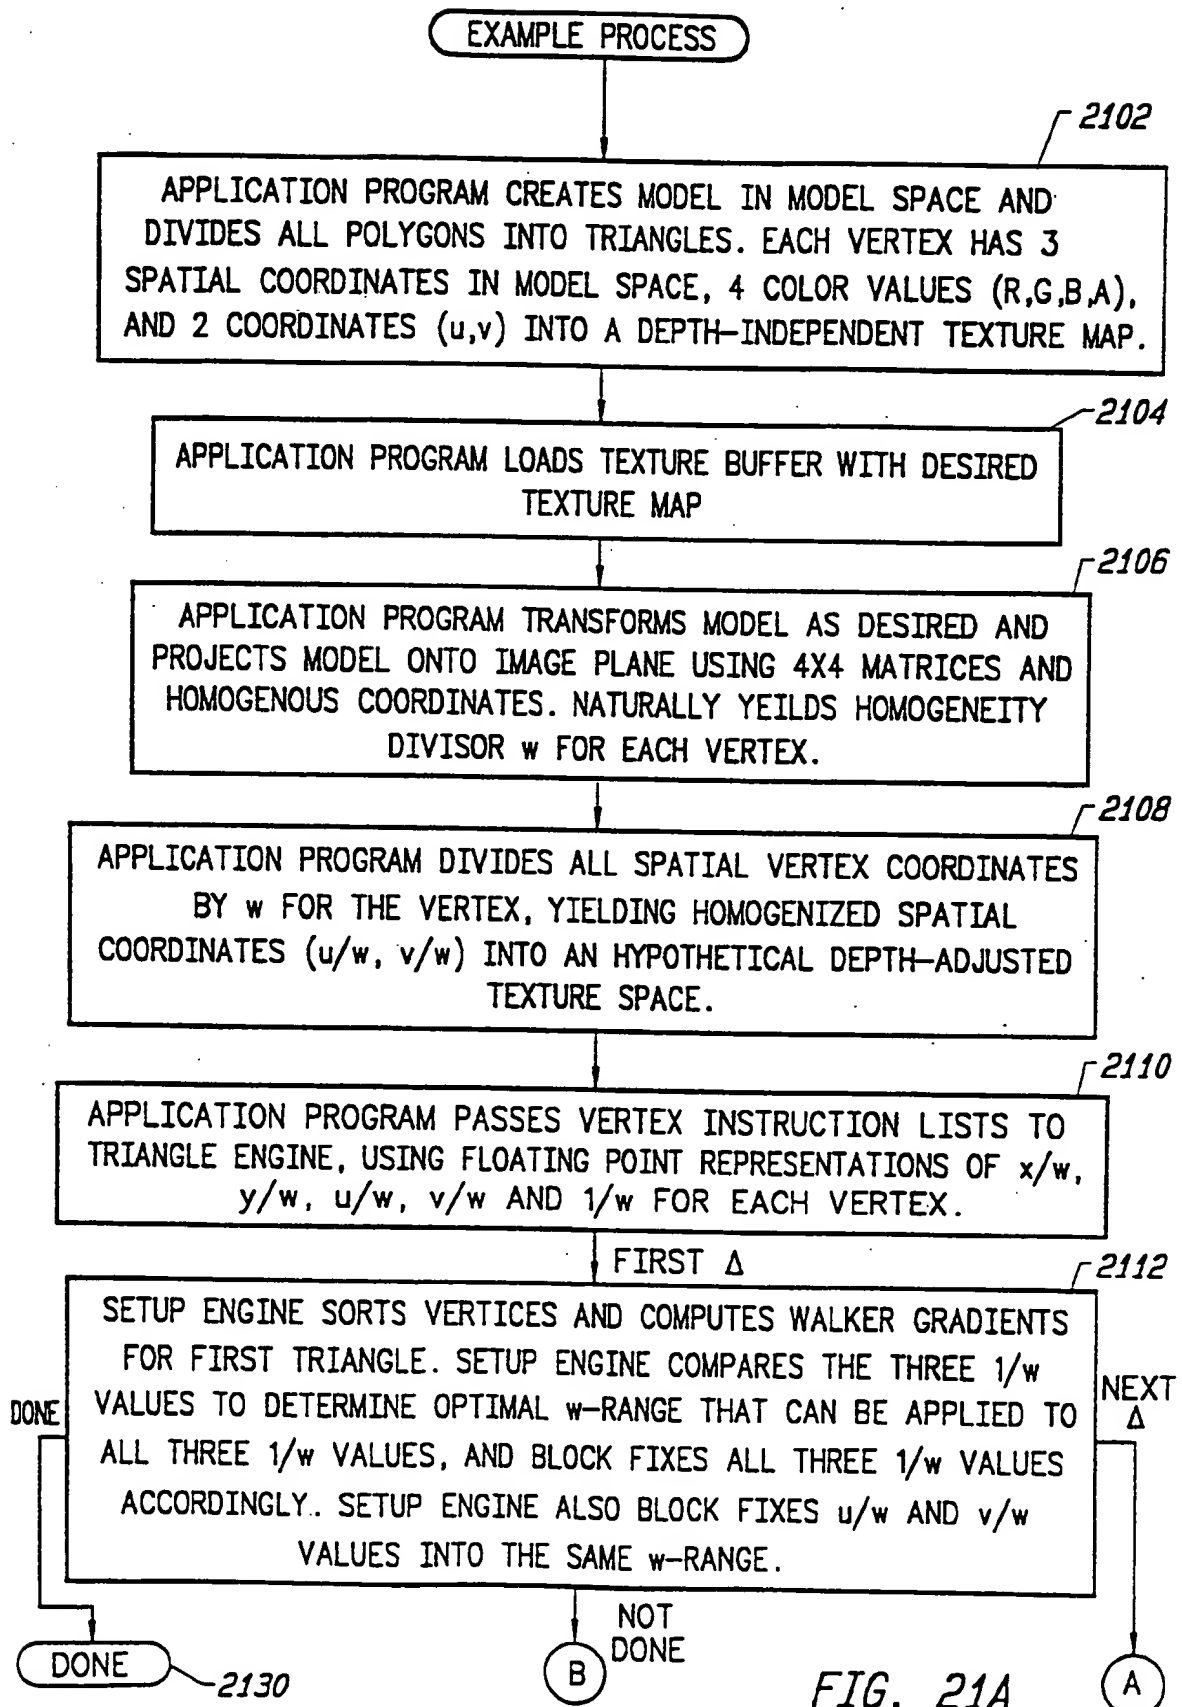 EXAMPLE PROCESS
2102
APPLICATION PROGRAM CREATES MODEL IN MODEL SPACE AND
DIVIDES ALL POLYGONS INTO TRIANGLES. EACH VERTEX HAS 3
SPATIAL COORDINATES IN MODEL SPACE, 4 COLOR VALUES (R,G,B,A),
AND 2 COORDINATES (u,v) INTO A DEPTH-INDEPENDENT TEXTURE MAP.
2104
APPLICATION PROGRAM LOADS TEXTURE BUFFER WITH DESIRED
TEXTURE MAP
2106
APPLICATION PROGRAM TRANSFORMS MODEL AS DESIRED AND
PROJECTS MODEL ONTO IMAGE PLANE USING 4X4 MATRICES AND
HOMOGENOUS COORDINATES. NATURALLY YEILDS HOMOGENEITY
DIVISOR w FOR EACH VERTEX.
2108
APPLICATION PROGRAM DIVIDES ALL SPATIAL VERTEX COORDINATES
BY w FOR THE VERTEX, YIELDING HOMOGENIZED SPATIAL
COORDINATES (u/w, v/w) INTO AN HYPOTHETICAL DEPTH-ADJUSTED
TEXTURE SPACE.
2110
APPLICATION PROGRAM PASSES VERTEX INSTRUCTION LISTS TO
TRIANGLE ENGINE, USING FLOATING POINT REPRESENTATIONS OF x/w,
y/w, u/w, v/w AND 1/w FOR EACH VERTEX.
FIRST Δ
2112
SETUP ENGINE SORTS VERTICES AND COMPUTES WALKER GRADIENTS
FOR FIRST TRIANGLE. SETUP ENGINE COMPARES THE THREE 1/w
VALUES TO DETERMINE OPTIMAL w-RANGE THAT CAN BE APPLIED TO
ALL THREE 1/w VALUES, AND BLOCK FIXES ALL THREE 1/w VALUES
ACCORDINGLY. SETUP ENGINE ALSO BLOCK FIXES u/w AND v/w
VALUES INTO THE SAME w-RANGE.
DONE
NEXT
Δ
NOT
DONE
DONE
2130
B
FIG. 21A
A